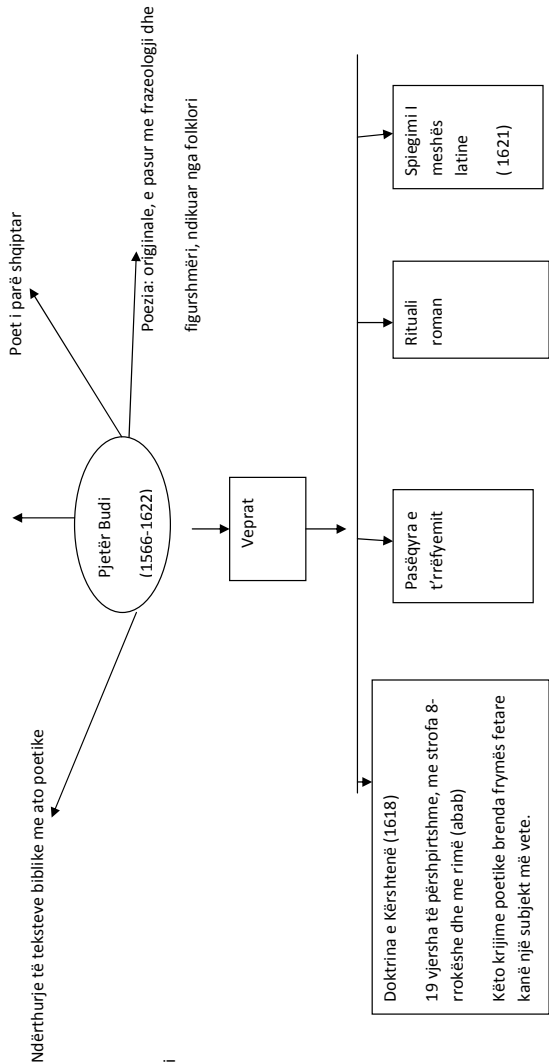 Poet i parë shqiptar
Ndërthurje të teksteve biblike me ato poetike
Pjetër Budi
(1566-1622)
Poezia: origjinale, e pasur me frazeologji dhe
figurshmëri, ndikuar nga folklori
i
Veprat
Doktrina e Kërshtenë (1618)
19 vjersha të përshpirtshme, me strofa 8-
rrokëshe dhe me rimë (abab)
Këto krijime poetike brenda frymës fetare
kanë një subjekt më vete.
Pasëqyra e
t’rrëfyemit
Rituali
roman
Spiegimi I
meshës
latine
( 1621)